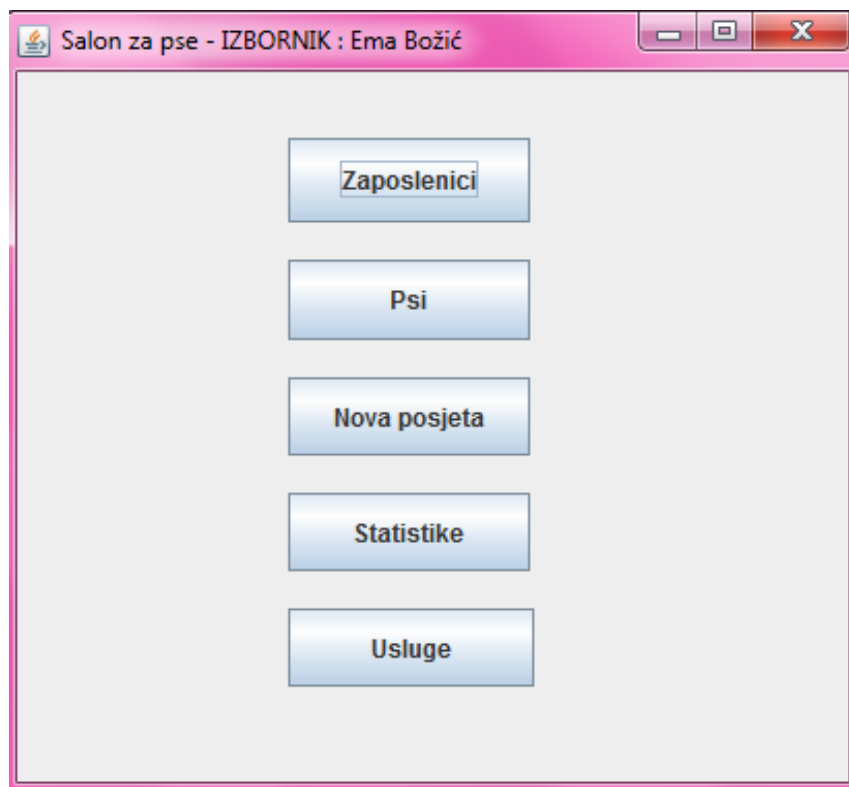 Salon za pse - IZBORNIK : Ema Božić
Zaposlenici
Psi
Nova posjeta
Statistike
Usluge